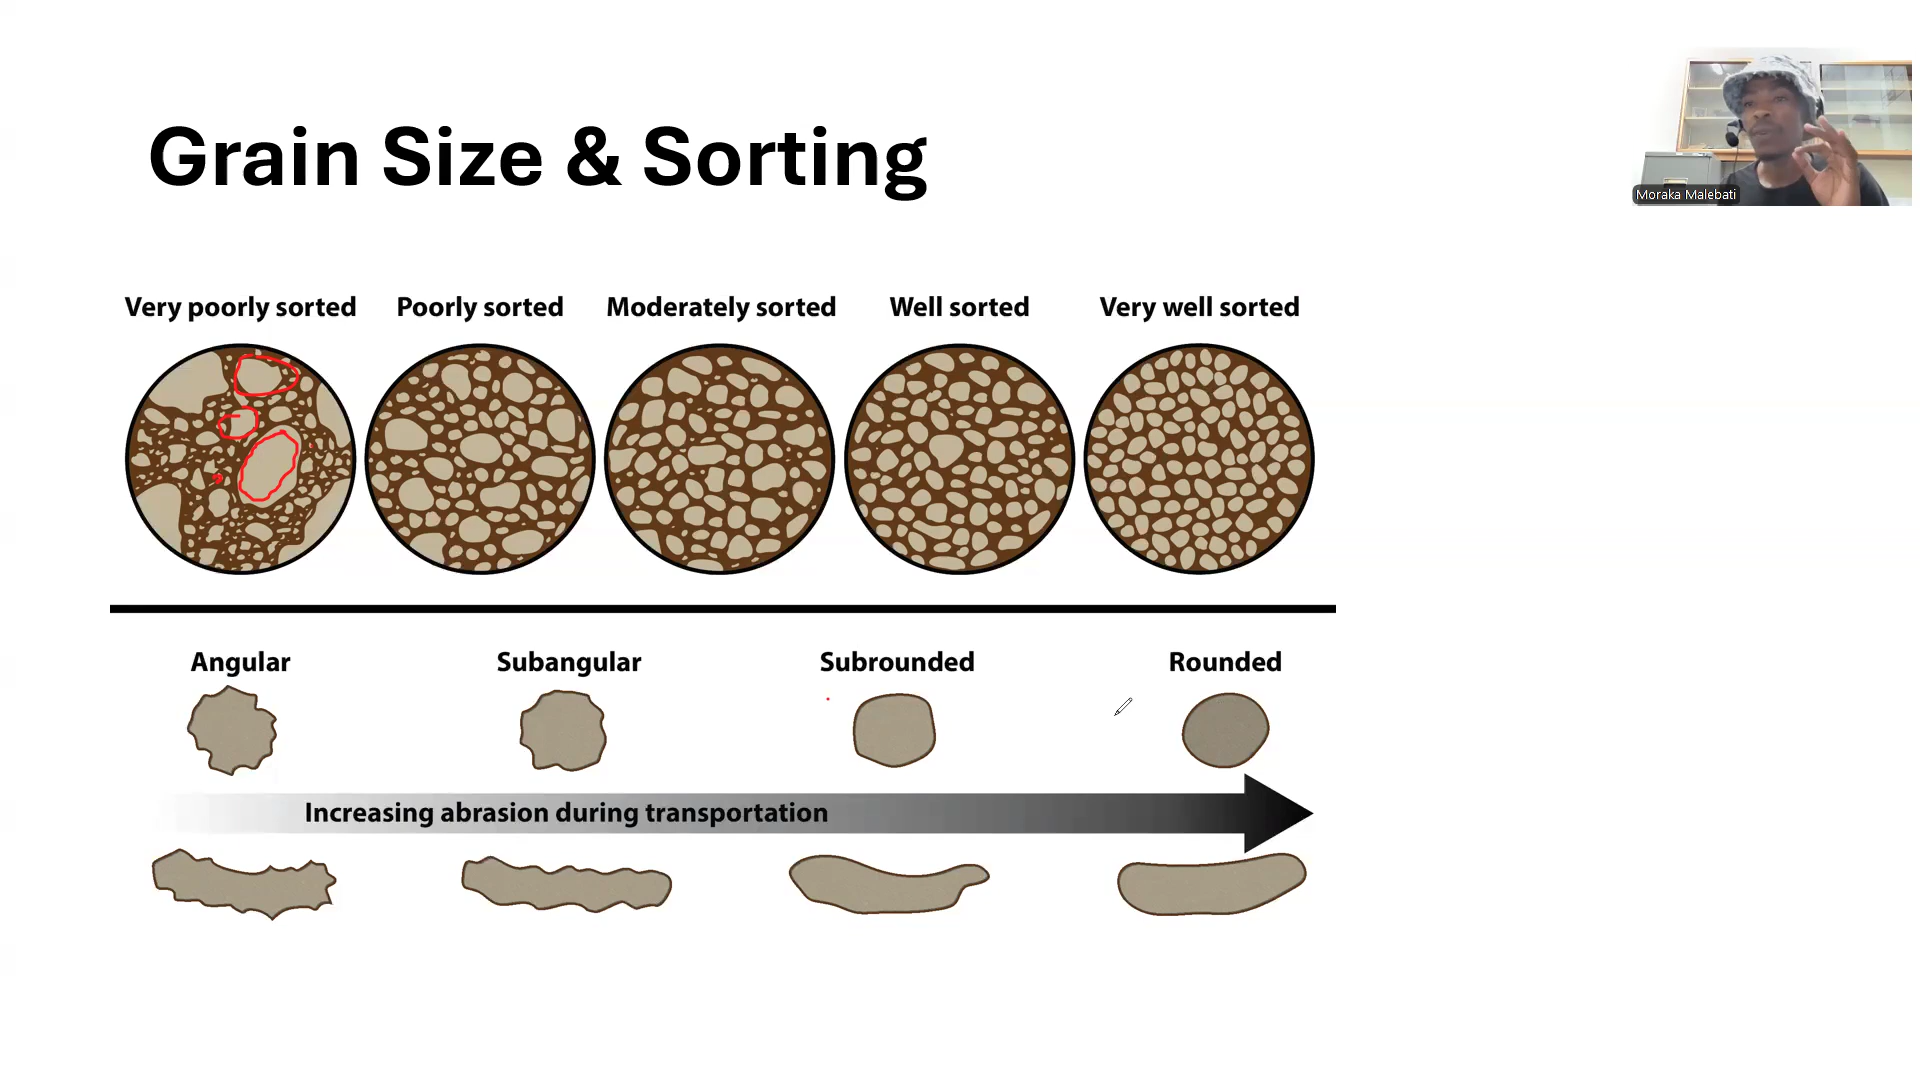 Grain Size & Sorting
Moraka Malebati
Very poorly sorted
Poorly sorted
Moderately sorted
Well sorted
Very well sorted
Angular
Subangular
Subrounded
Rounded
Increasing abrasion during transportation